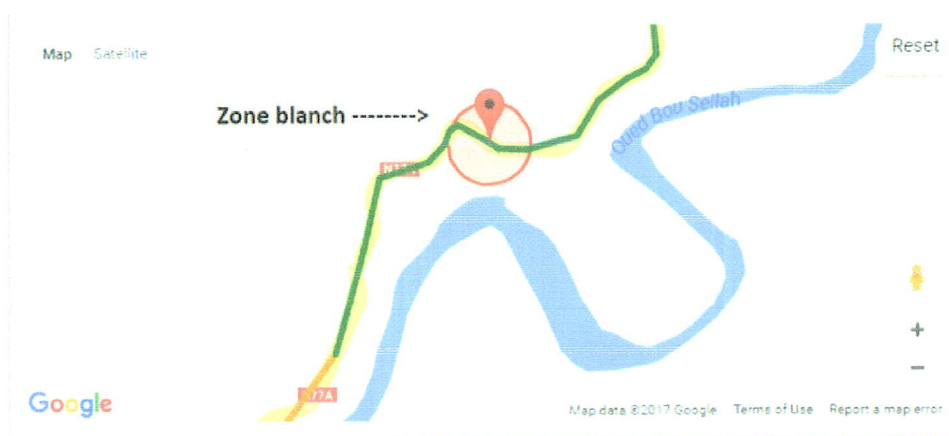 Map Satellite
Reset
Zone blanch -------->
Oued Bou Sellah
N77A
Google
Map data ©2017 Google Terms of Use Report a map error